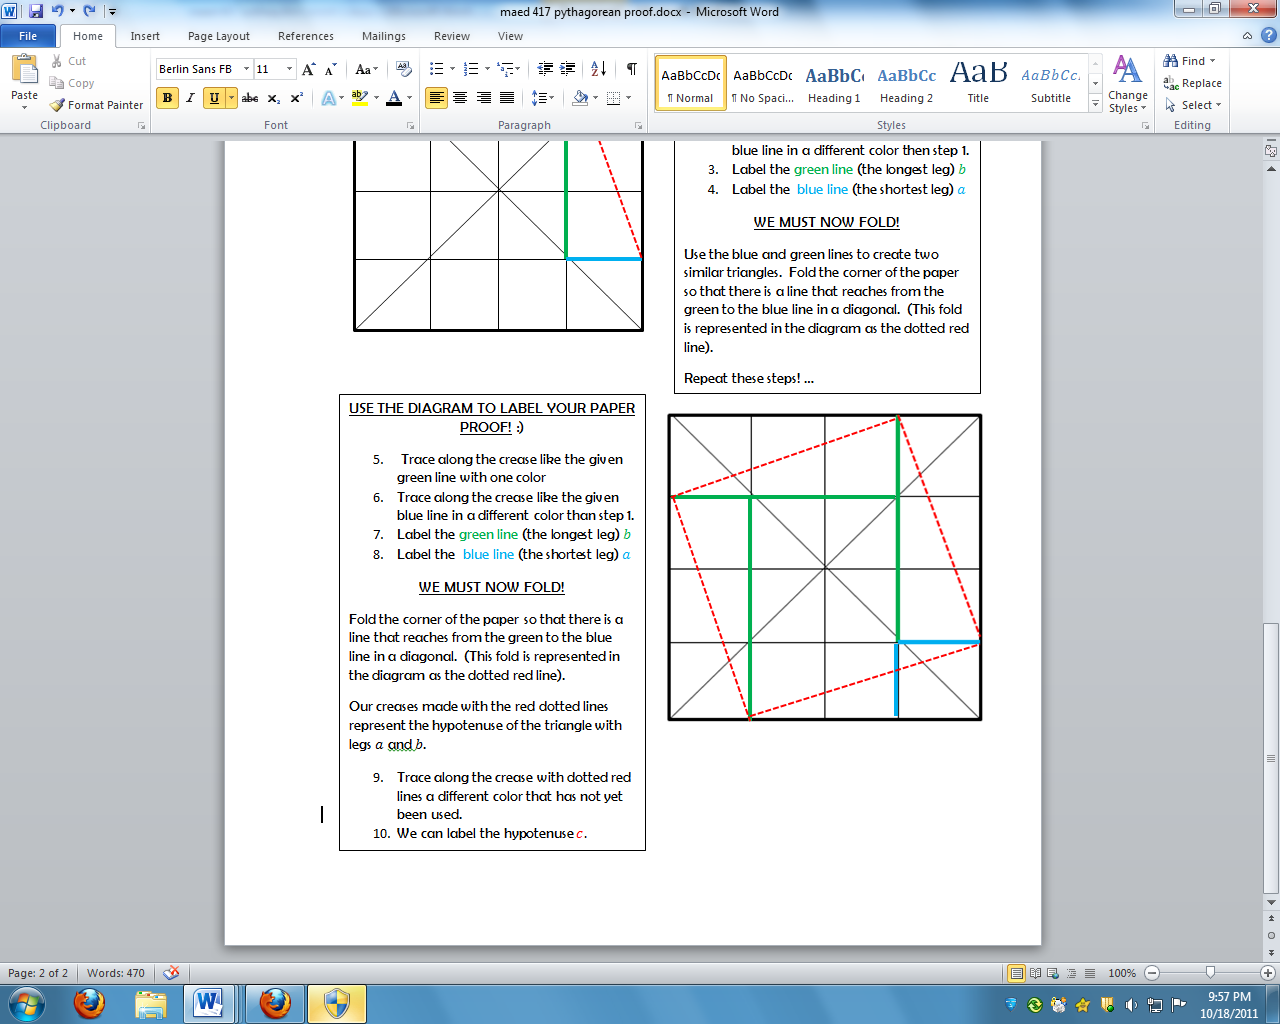 maed 417 pythagorean proof.docx - Microsoft Word
File Home Insert Page Layout References Mailings Review View
Paste
Cut
Copy
Format Painter
Clipboard
Berlin Sans FB 11
B I U abc x₂ x² A ab A
Aa
Font
Paragraph
AaBbCcDc AaBbCcDc AaBbCc AaBbCc AaB AaBbCc.
¶ Normal ¶ No Spaci... Heading 1 Heading 2 Title Subtitle
Change Styles
Styles
Find
Replace
Select
Editing
blue line in a different color then step 1.
3. Label the green line (the longest leg) b
4. Label the blue line (the shortest leg) a
WE MUST NOW FOLD!
Use the blue and green lines to create two
similar triangles. Fold the corner of the paper
so that there is a line that reaches from the
green to the blue line in a diagonal. (This fold
is represented in the diagram as the dotted red
line).
Repeat these steps! ...
USE THE DIAGRAM TO LABEL YOUR PAPER
PROOF! :)
5. Trace along the crease like the given
green line with one color
6. Trace along the crease like the given
blue line in a different color than step 1.
7. Label the green line (the longest leg) b
8. Label the blue line (the shortest leg) a
WE MUST NOW FOLD!
Fold the corner of the paper so that there is a
line that reaches from the green to the blue
line in a diagonal. (This fold is represented in
the diagram as the dotted red line).
Our creases made with the red dotted lines
represent the hypotenuse of the triangle with
legs a and b.
9. Trace along the crease with dotted red
lines a different color that has not yet
been used.
10. We can label the hypotenuse c.
Page: 2 of 2 Words: 470
100%
9:57 PM
10/18/2011